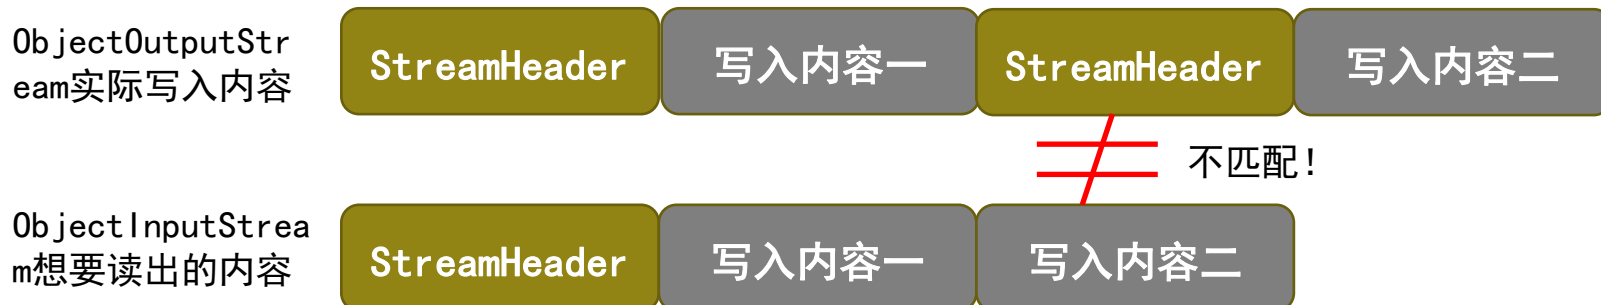 ObjectOutputStr
eam实际写入内容
StreamHeader
写入内容一
StreamHeader
写入内容二
不匹配!
ObjectInputStrea
m想要读出的内容
StreamHeader
写入内容一
写入内容二